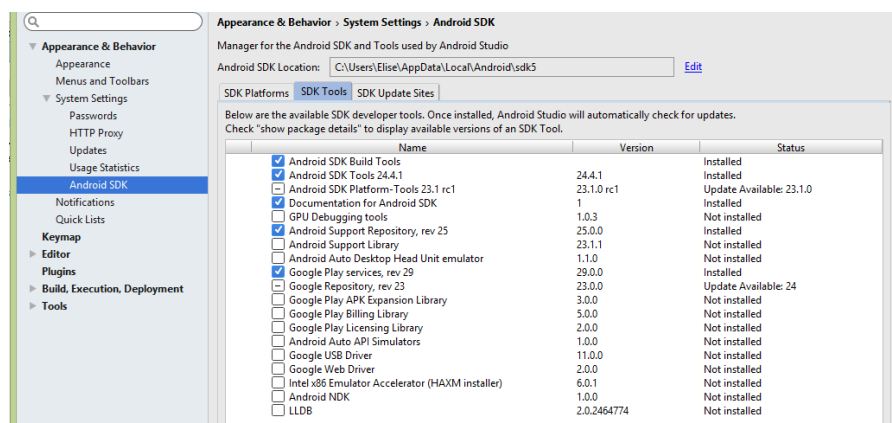 Appearance & Behavior › System Settings › Android SDK
Appearance & Behavior
Appearance
Menus and Toolbars
System Settings
Passwords
HTTP Proxy
Updates
Usage Statistics
Android SDK
Notifications
Quick Lists
Keymap
Editor
Plugins
Build, Execution, Deployment
Tools
Manager for the Android SDK and Tools used by Android Studio
Android SDK Location: C:\Users\Elise\AppData\Local\Android\sdk5 Edit
SDK Platforms SDK Tools SDK Update Sites
Below are the available SDK developer tools. Once installed, Android Studio will automatically check for updates.
Check "show package details" to display available versions of an SDK Tool.
Name Version Status
Android SDK Build Tools Installed
Android SDK Tools 24.4.1 24.4.1 Installed
Android SDK Platform-Tools 23.1 rc1 23.1.0 rc1 Update Available: 23.1.0
Documentation for Android SDK 1 Installed
GPU Debugging tools 1.0.3 Not installed
Android Support Repository, rev 25 25.0.0 Installed
Android Support Library 23.1.1 Not installed
Android Auto Desktop Head Unit emulator 1.1.0 Not installed
Google Play services, rev 29 29.0.0 Installed
Google Repository, rev 23 23.0.0 Update Available: 24
Google Play APK Expansion Library 3.0.0 Not installed
Google Play Billing Library 5.0.0 Not installed
Google Play Licensing Library 2.0.0 Not installed
Android Auto API Simulators 1.0.0 Not installed
Google USB Driver 11.0.0 Not installed
Google Web Driver 2.0.0 Not installed
Intel x86 Emulator Accelerator (HAXM installer) 6.0.1 Not installed
Android NDK 1.0.0 Not installed
LLDB 2.0.2464774 Not installed